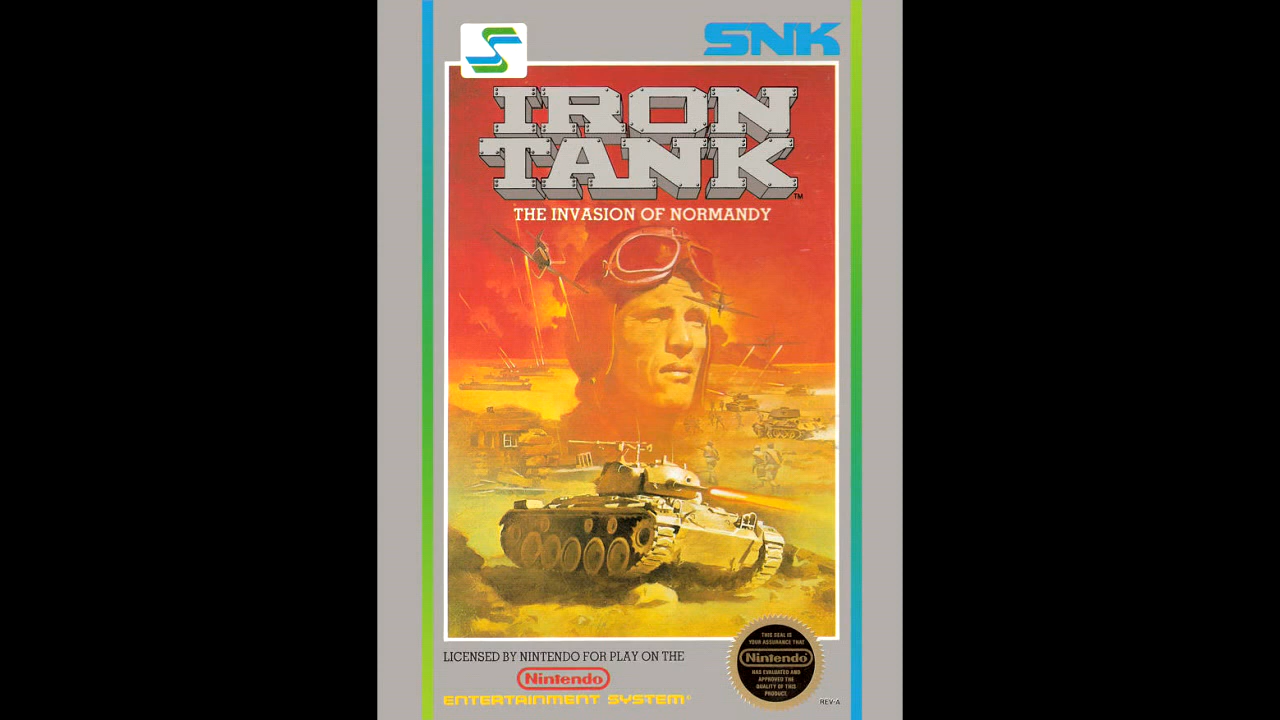 SNK
IRON
TANK™
THE INVASION OF NORMANDY
LICENSED BY NINTENDO FOR PLAY ON THE
Nintendo
ENTERTAINMENT SYSTEM®
THIS SEAL IS
YOUR ASSURANCE THAT
Nintendo
HAS EVALUATED AND
APPROVED THE
QUALITY OF THIS
PRODUCT.
REV-A